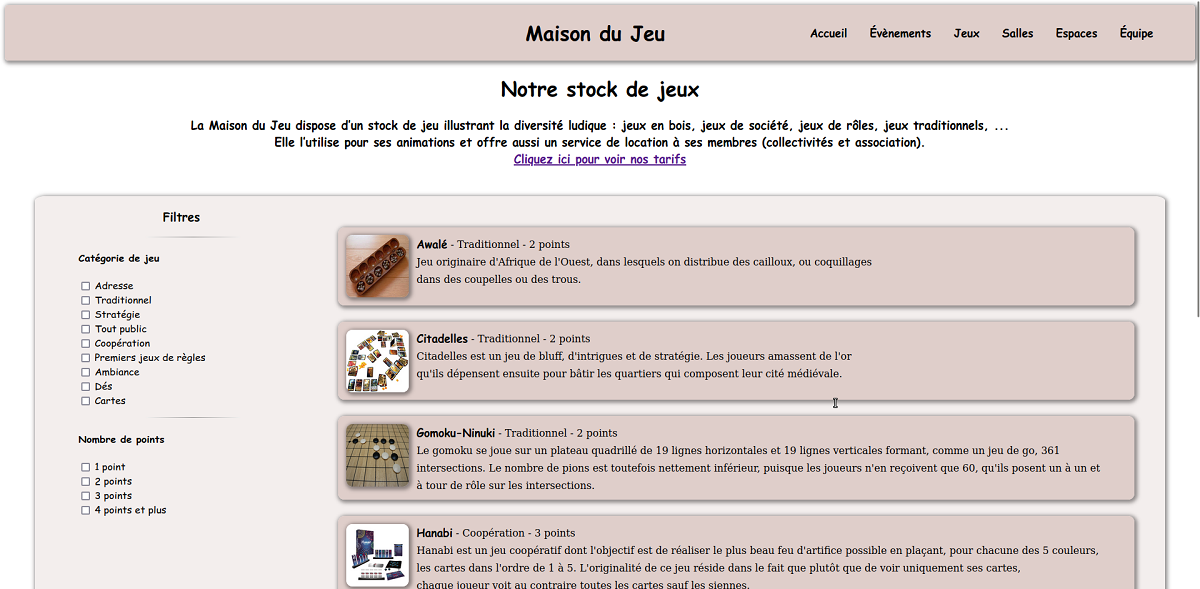 Maison du Jeu
Accueil Évènements Jeux Salles Espaces Équipe
Notre stock de jeux
La Maison du Jeu dispose d'un stock de jeu illustrant la diversité ludique : jeux en bois, jeux de société, jeux de rôles, jeux traditionnels, ...
Elle l'utilise pour ses animations et offre aussi un service de location à ses membres (collectivités et association).
Cliquez ici pour voir nos tarifs
Filtres
Catégorie de jeu
Adresse
Traditionnel
Stratégie
Tout public
Coopération
Premiers jeux de règles
Ambiance
Dés
Cartes
Nombre de points
1 point
2 points
3 points
4 points et plus
Awalé - Traditionnel - 2 points
Jeu originaire d'Afrique de l'Ouest, dans lesquels on distribue des cailloux, ou coquillages
dans des coupelles ou des trous.
Citadelles - Traditionnel - 2 points
Citadelles est un jeu de bluff, d'intrigues et de stratégie. Les joueurs amassent de l'or
qu'ils dépensent ensuite pour bâtir les quartiers qui composent leur cité médiévale.
Gomoku-Ninuki - Traditionnel - 2 points
Le gomoku se joue sur un plateau quadrillé de 19 lignes horizontales et 19 lignes verticales formant, comme un jeu de go, 361
intersections. Le nombre de pions est toutefois nettement inférieur, puisque les joueurs n'en reçoivent que 60, qu'ils posent un à un et
à tour de rôle sur les intersections.
Hanabi - Coopération - 3 points
Hanabi est un jeu coopératif dont l'objectif est de réaliser le plus beau feu d'artifice possible en plaçant, pour chacune des 5 couleurs,
les cartes dans l'ordre de 1 à 5. L'originalité de ce jeu réside dans le fait que plutôt que de voir uniquement ses cartes,
chaque joueur voit au contraire toutes les cartes sauf les siennes.